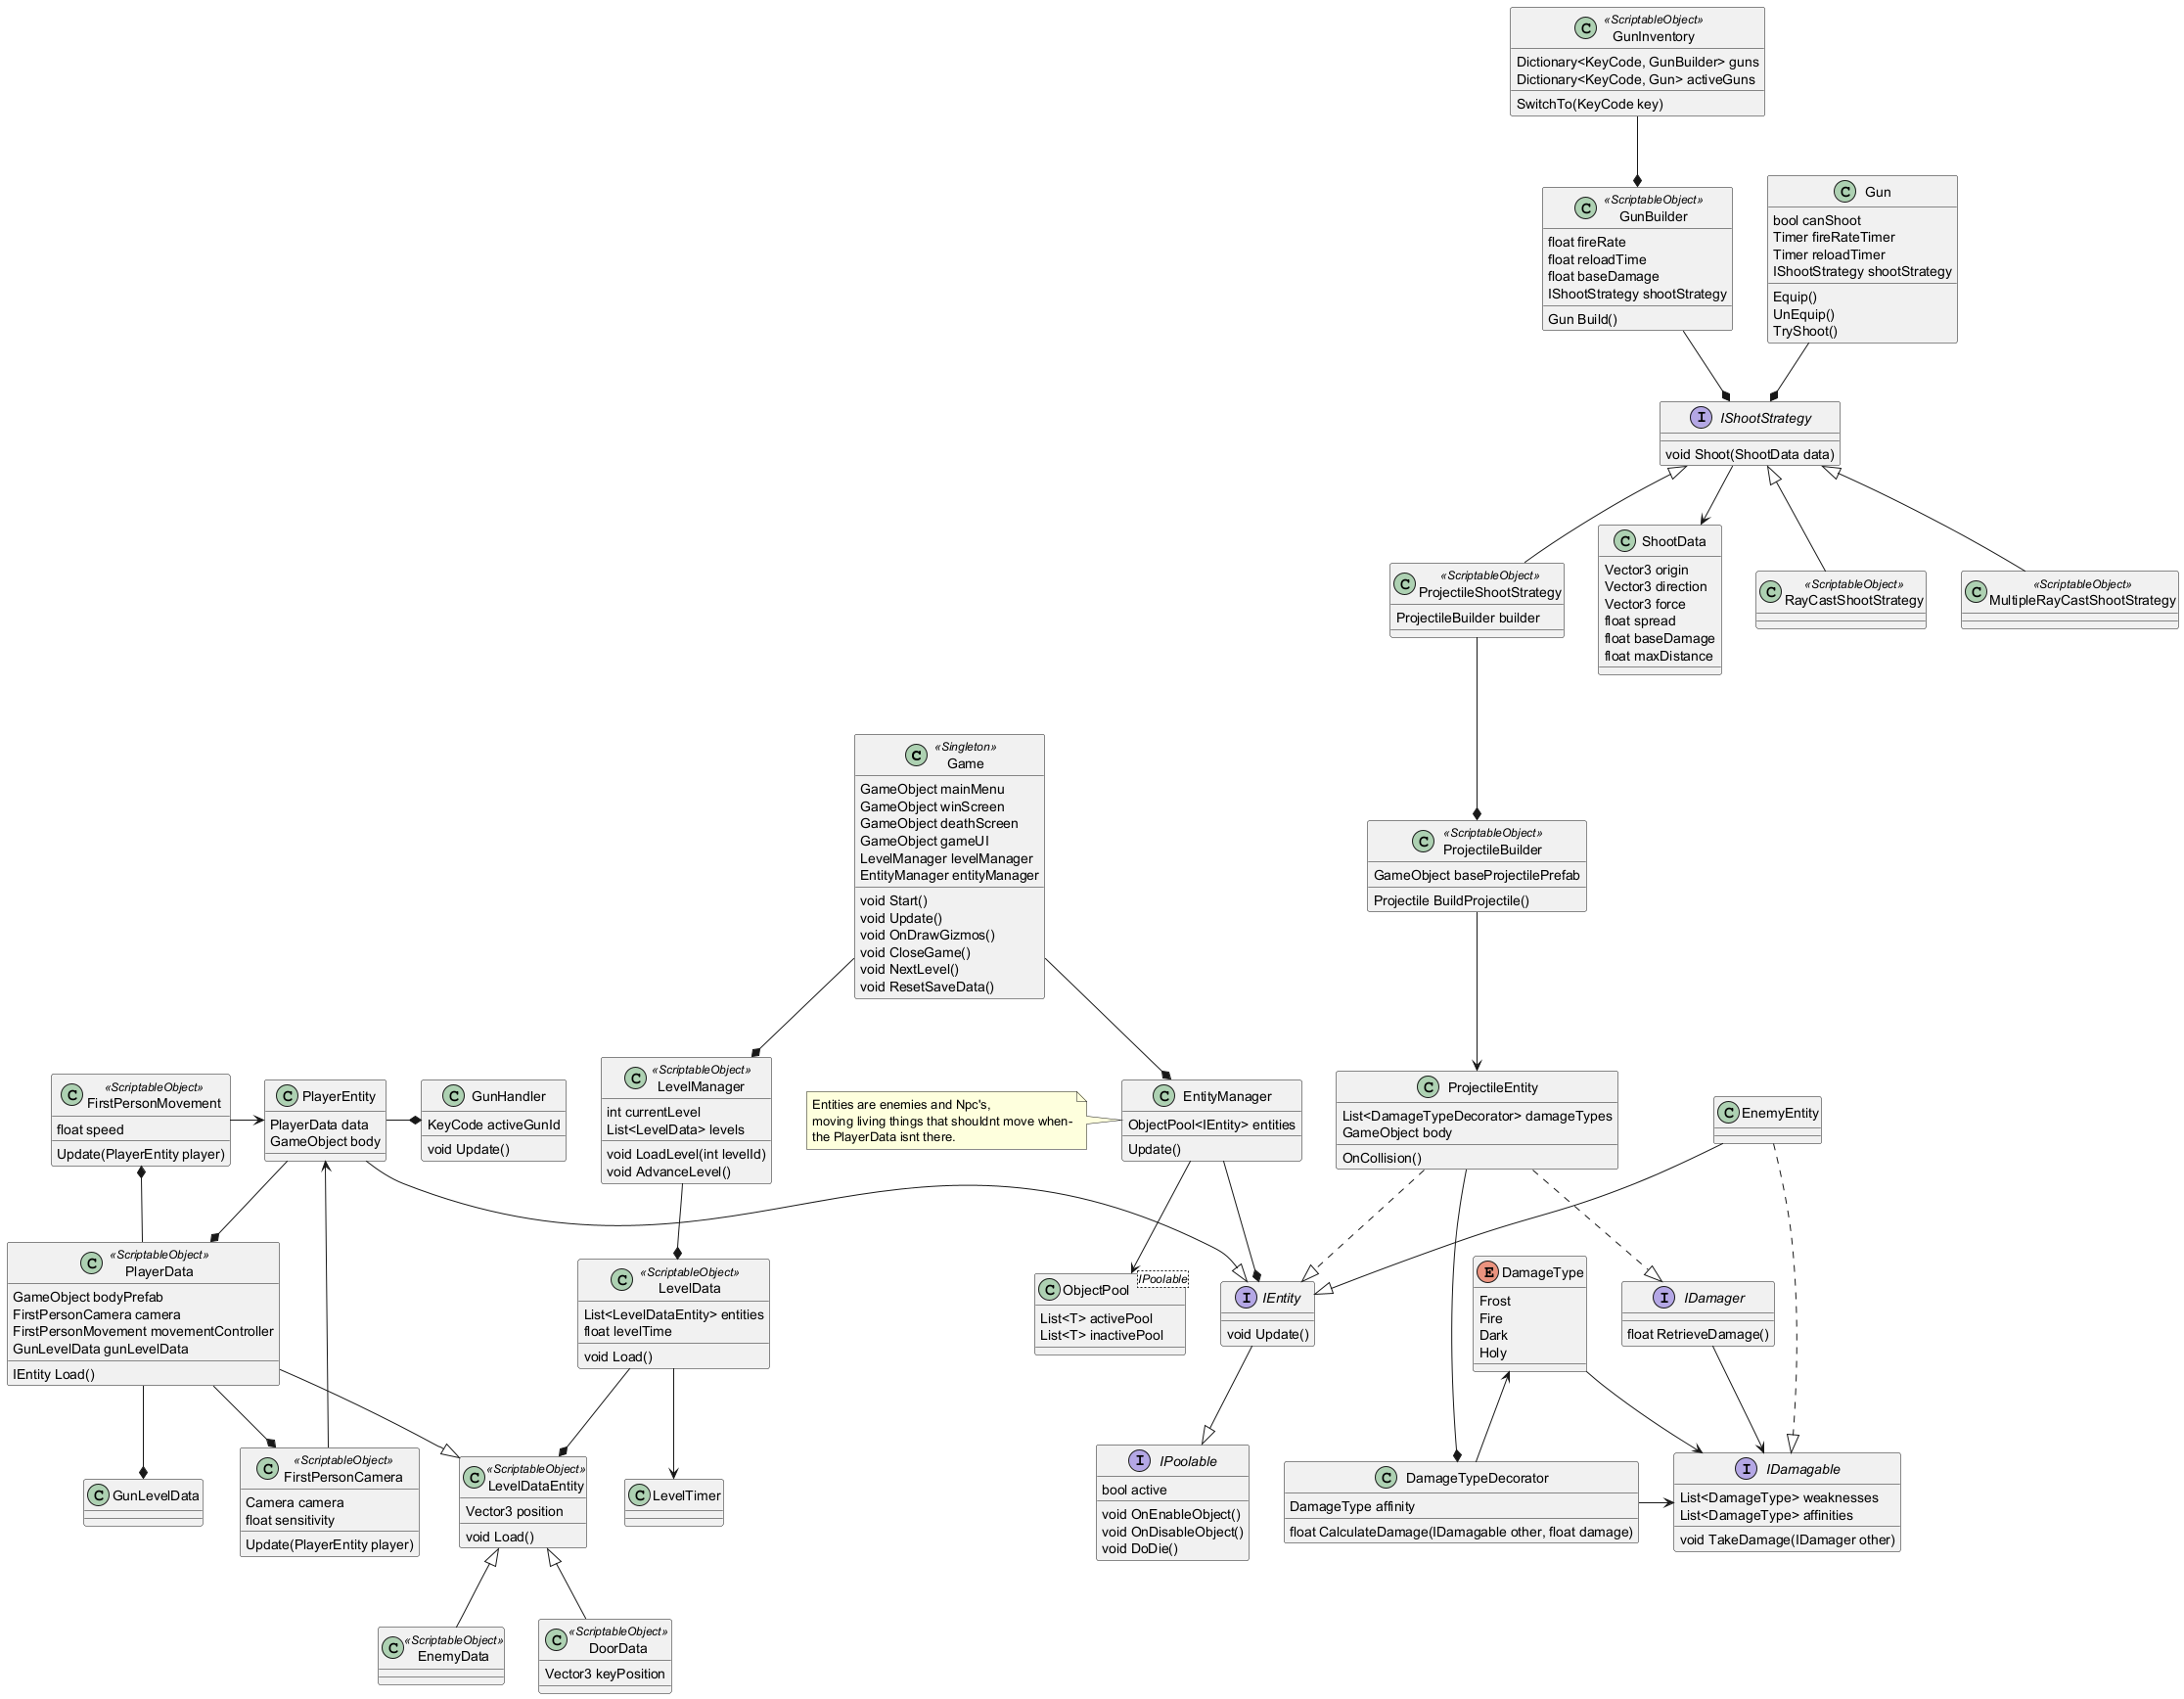 «ScriptableObject»
GunInventory
Dictionary<KeyCode, GunBuilder> guns
Dictionary<KeyCode, Gun> activeGuns
SwitchTo(KeyCode key)
«ScriptableObject»
GunBuilder
float fireRate
float reloadTime
float baseDamage
IShootStrategy shootStrategy
Gun Build()
Gun
bool canShoot
Timer fireRateTimer
Timer reloadTimer
IShootStrategy shootStrategy
Equip()
UnEquip()
TryShoot()
IShootStrategy
void Shoot(ShootData data)
«ScriptableObject»
ProjectileShootStrategy
ProjectileBuilder builder
ShootData
Vector3 origin
Vector3 direction
Vector3 force
float spread
float baseDamage
float maxDistance
«ScriptableObject»
RayCastShootStrategy
«ScriptableObject»
MultipleRayCastShootStrategy
«Singleton»
Game
GameObject mainMenu
GameObject winScreen
GameObject deathScreen
GameObject gameUI
LevelManager levelManager
EntityManager entityManager
void Start()
void Update()
void OnDrawGizmos()
void CloseGame()
void NextLevel()
void ResetSaveData()
«ScriptableObject»
ProjectileBuilder
GameObject baseProjectilePrefab
Projectile BuildProjectile()
«ScriptableObject»
FirstPersonMovement
float speed
Update(PlayerEntity player)
PlayerEntity
PlayerData data
GameObject body
GunHandler
KeyCode activeGunId
void Update()
«ScriptableObject»
LevelManager
int currentLevel
List<LevelData> levels
void LoadLevel(int levelId)
void AdvanceLevel()
Entities are enemies and Npc's,
moving living things that shouldnt move when-
the PlayerData isnt there.
EntityManager
ObjectPool<IEntity> entities
Update()
ProjectileEntity
List<DamageTypeDecorator> damageTypes
GameObject body
OnCollision()
EnemyEntity
«ScriptableObject»
PlayerData
GameObject bodyPrefab
FirstPersonCamera camera
FirstPersonMovement movementController
GunLevelData gunLevelData
IEntity Load()
«ScriptableObject»
LevelData
List<LevelDataEntity> entities
float levelTime
void Load()
ObjectPool
IPoolable
List<T> activePool
List<T> inactivePool
IEntity
void Update()
DamageType
Frost
Fire
Dark
Holy
IDamager
float RetrieveDamage()
GunLevelData
«ScriptableObject»
FirstPersonCamera
Camera camera
float sensitivity
Update(PlayerEntity player)
«ScriptableObject»
LevelDataEntity
Vector3 position
void Load()
LevelTimer
IPoolable
bool active
void OnEnableObject()
void OnDisableObject()
void DoDie()
DamageTypeDecorator
DamageType affinity
float CalculateDamage(IDamagable other, float damage)
IDamagable
List<DamageType> weaknesses
List<DamageType> affinities
void TakeDamage(IDamager other)
«ScriptableObject»
EnemyData
«ScriptableObject»
DoorData
Vector3 keyPosition